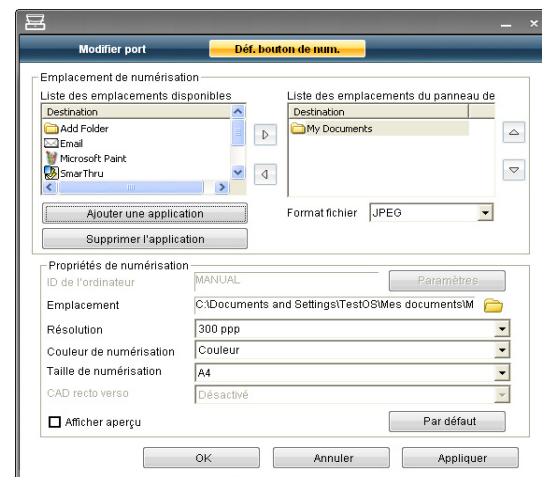 Modifier port
Déf. bouton de num.
Emplacement de numérisation
Liste des emplacements disponibles
Liste des emplacements du panneau de
Destination
Destination
Add Folder
My Documents
Email
Microsoft Paint
SmarThru
Ajouter une application
Format fichier JPEG
Supprimer l'application
Propriétés de numérisation
ID de l'ordinateur MANUAL Paramètres
Emplacement C:\Documents and Settings\TestOS\Mes documents\M
Résolution 300 ppp
Couleur de numérisation Couleur
Taille de numérisation A4
CAD recto verso Désactivé
Afficher aperçu Par défaut
OK Annuler Appliquer